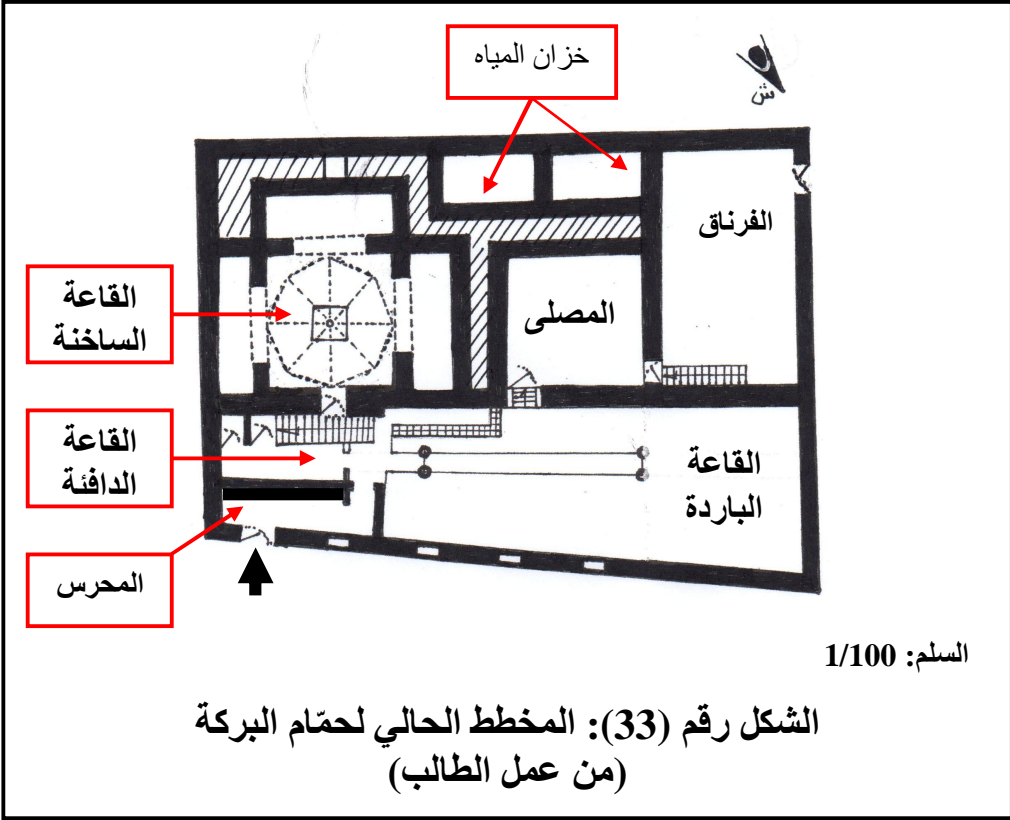 خزان المياه
ش
الفرناق
المصلى
القاعة
الساخنة
القاعة
الدافئة
القاعة
الباردة
المحرس
السلم: 1/100
الشكل رقم (33): المخطط الحالي لحمّام البركة
(من عمل الطالب)